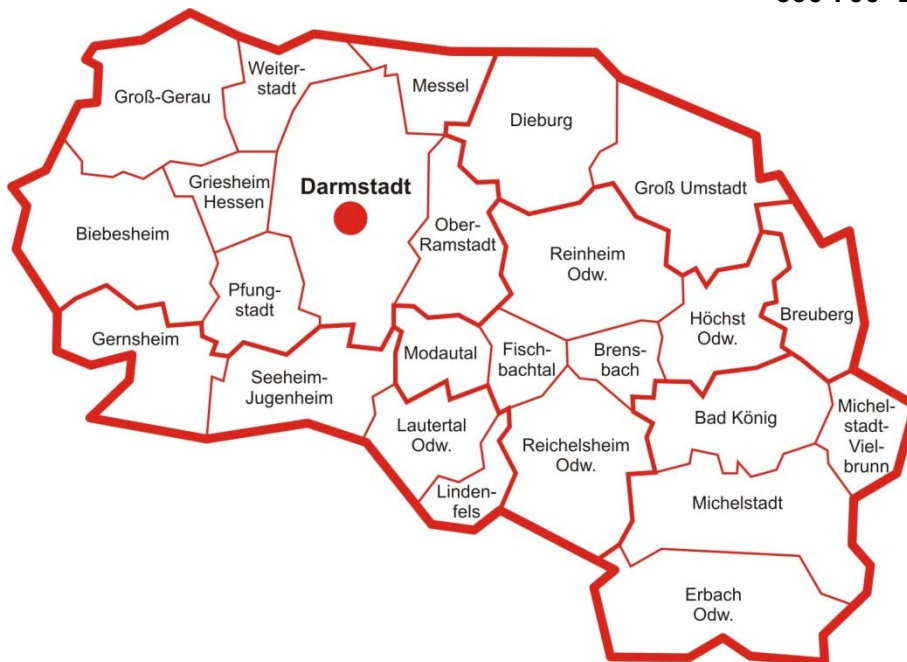 Weiter-
stadt
Messel
Groß-Gerau
Dieburg
Griesheim
Hessen
Darmstadt
Groß Umstadt
Biebesheim
Ober-
Ramstadt
Reinheim
Odw.
Pfung-
stadt
Gernsheim
Höchst
Odw.
Breuberg
Modautal
Fisch-
bachtal
Brens-
bach
Seeheim-
Jugenheim
Bad König
Michel-
stadt-
Viel-
brunn
Lautertal
Odw.
Reichelsheim
Odw.
Linden-
fels
Michelstadt
Erbach
Odw.